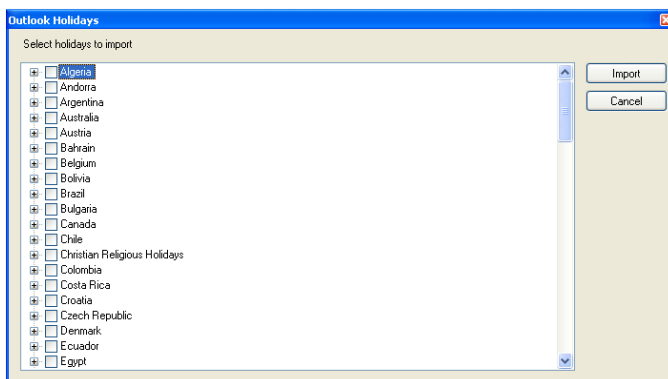 Outlook Holidays
Select holidays to import
Algeria
Andorra
Argentina
Australia
Austria
Bahrain
Belgium
Bolivia
Brazil
Bulgaria
Canada
Chile
Christian Religious Holidays
Colombia
Costa Rica
Croatia
Czech Republic
Denmark
Ecuador
Egypt
Import
Cancel